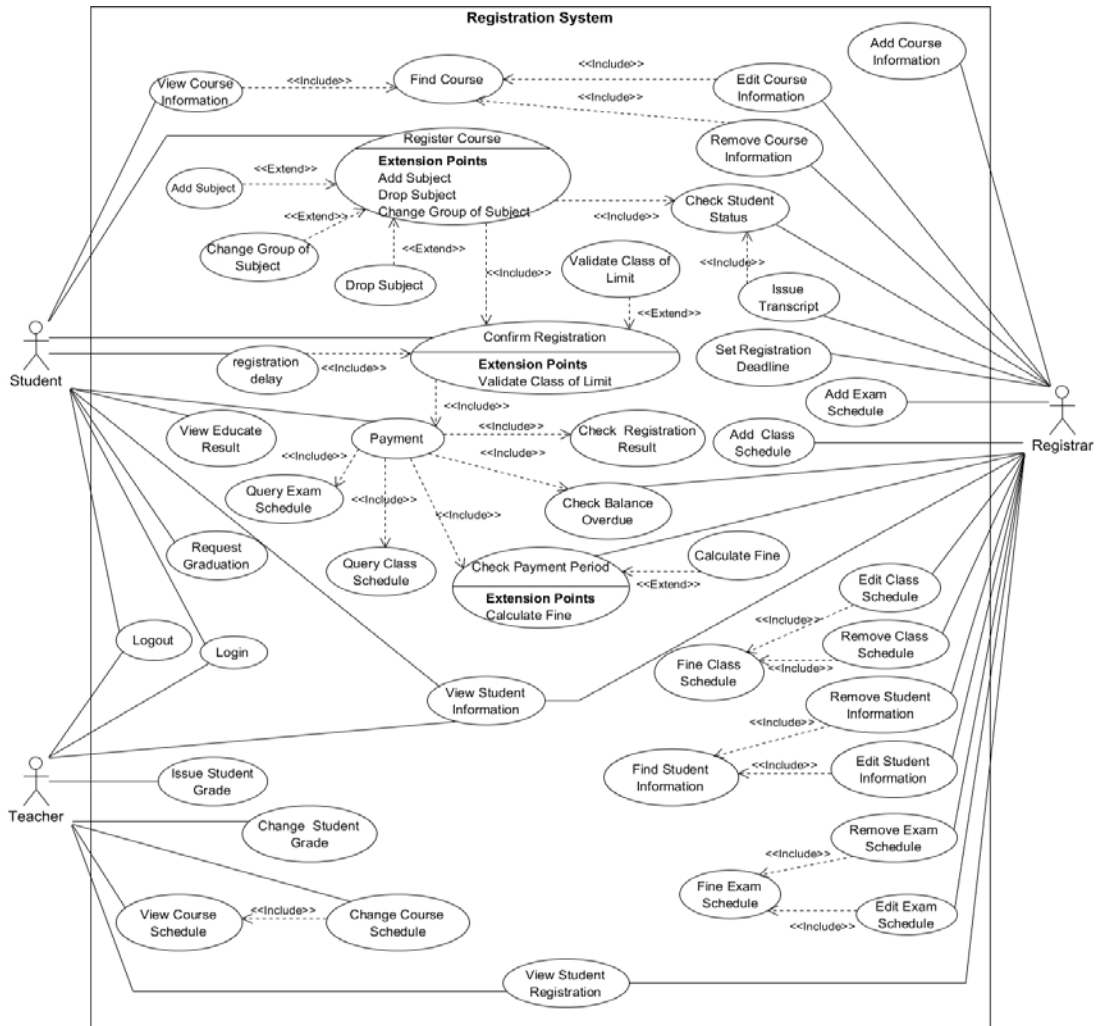 Registration System
Add Course
Information
View Course
Information
<<Include>>
Find Course
<<Include>>
Edit Course
Information
<<Include>>
Remove Course
Information
Register Course
Extension Points
Add Subject
Drop Subject
Change Group of Subject
<<Extend>>
Add Subject
<<Extend>>
Change Group of
Subject
<<Extend>>
Drop Subject
<<Include>>
Check Student
Status
<<Include>>
Validate Class of
Limit
<<Include>>
Issue
Transcript
<<Extend>>
Confirm Registration
Extension Points
Validate Class of Limit
Student
registration
delay
<<Include>>
Set Registration
Deadline
Add Exam
Schedule
Registrar
<<Include>>
View Educate
Result
Payment
<<Include>>
<<Include>>
Check Registration
Result
Add Class
Schedule
<<Include>>
Query Exam
Schedule
<<Include>>
<<Include>>
Check Balance
Overdue
Request
Graduation
Query Class
Schedule
Check Payment Period
Extension Points
Calculate Fine
Calculate Fine
<<Extend>>
Edit Class
Schedule
<<Include>>
Logout
Login
Fine Class
Schedule
<<Include>>
Remove Class
Schedule
View Student
Information
Remove Student
Information
<<Include>>
Find Student
Information
<<Include>>
Edit Student
Information
Teacher
Issue Student
Grade
Change Student
Grade
Remove Exam
Schedule
<<Include>>
Fine Exam
Schedule
<<Include>>
Edit Exam
Schedule
View Course
Schedule
<<Include>>
Change Course
Schedule
View Student
Registration